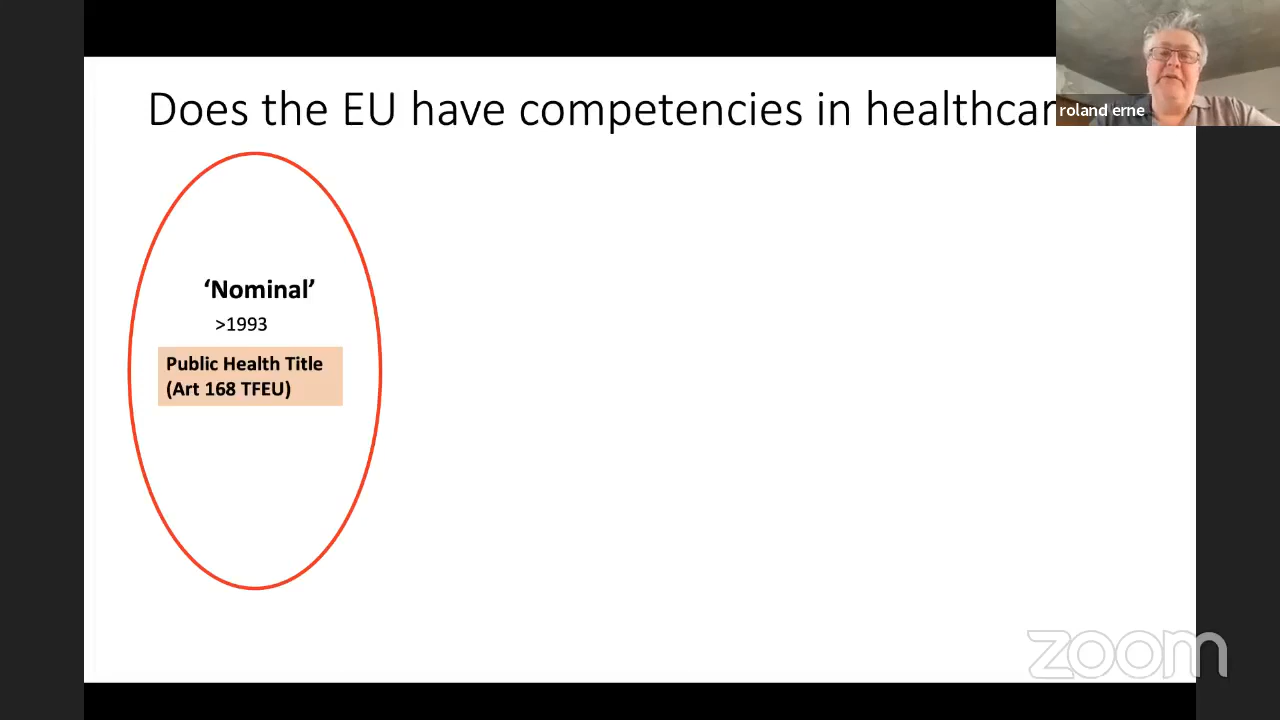 Does the EU have competencies in healthcar
roland erne
‘Nominal’
>1993
Public Health Title
(Art 168 TFEU)
zoom